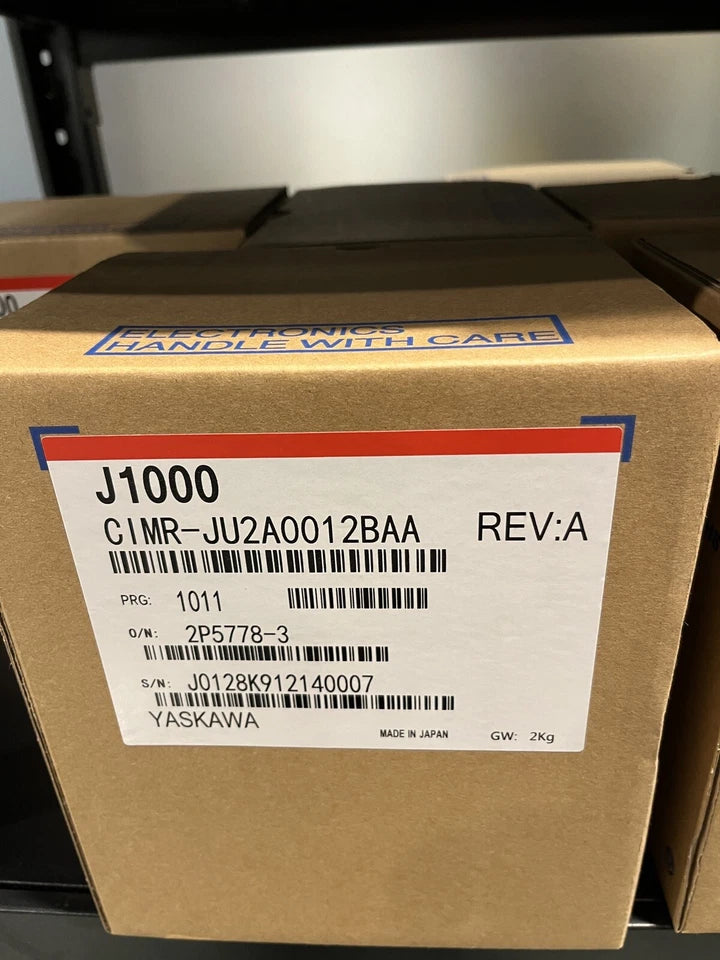 ELECTRONICS
HANDLE WITH CARE
J1000
CIMR-JU2A0012BAA REV:A
PRG: 1011
O/N: 2P5778-3
S/N: J0128K912140007
YASKAWA
MADE IN JAPAN GW: 2Kg